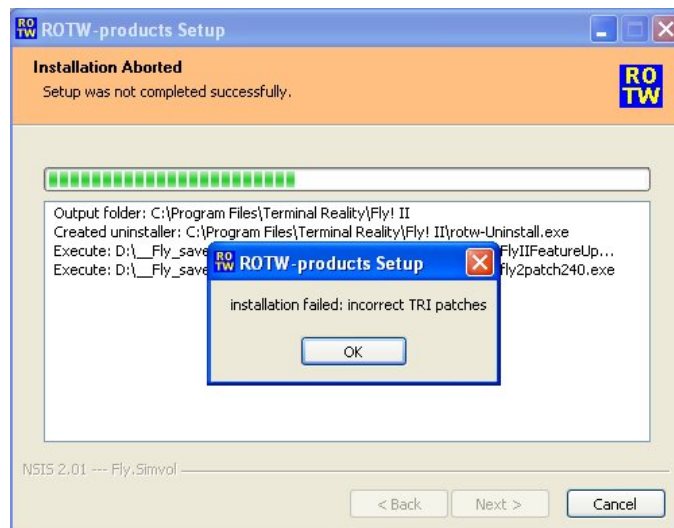 RO
TW
ROTW-products Setup
Installation Aborted
Setup was not completed successfully.
RO
TW
Output folder: C:\Program Files\Terminal Reality\Fly! II
Created uninstaller: C:\Program Files\Terminal Reality\Fly! II\rotw-Uninstall.exe
Execute: D:\__Fly_save FlyIIFeatureUp...
Execute: D:\__Fly_save fly2patch240.exe
RO
TW
ROTW-products Setup
installation failed: incorrect TRI patches
OK
NSIS 2.01 --- Fly.Simvol
< Back
Next >
Cancel